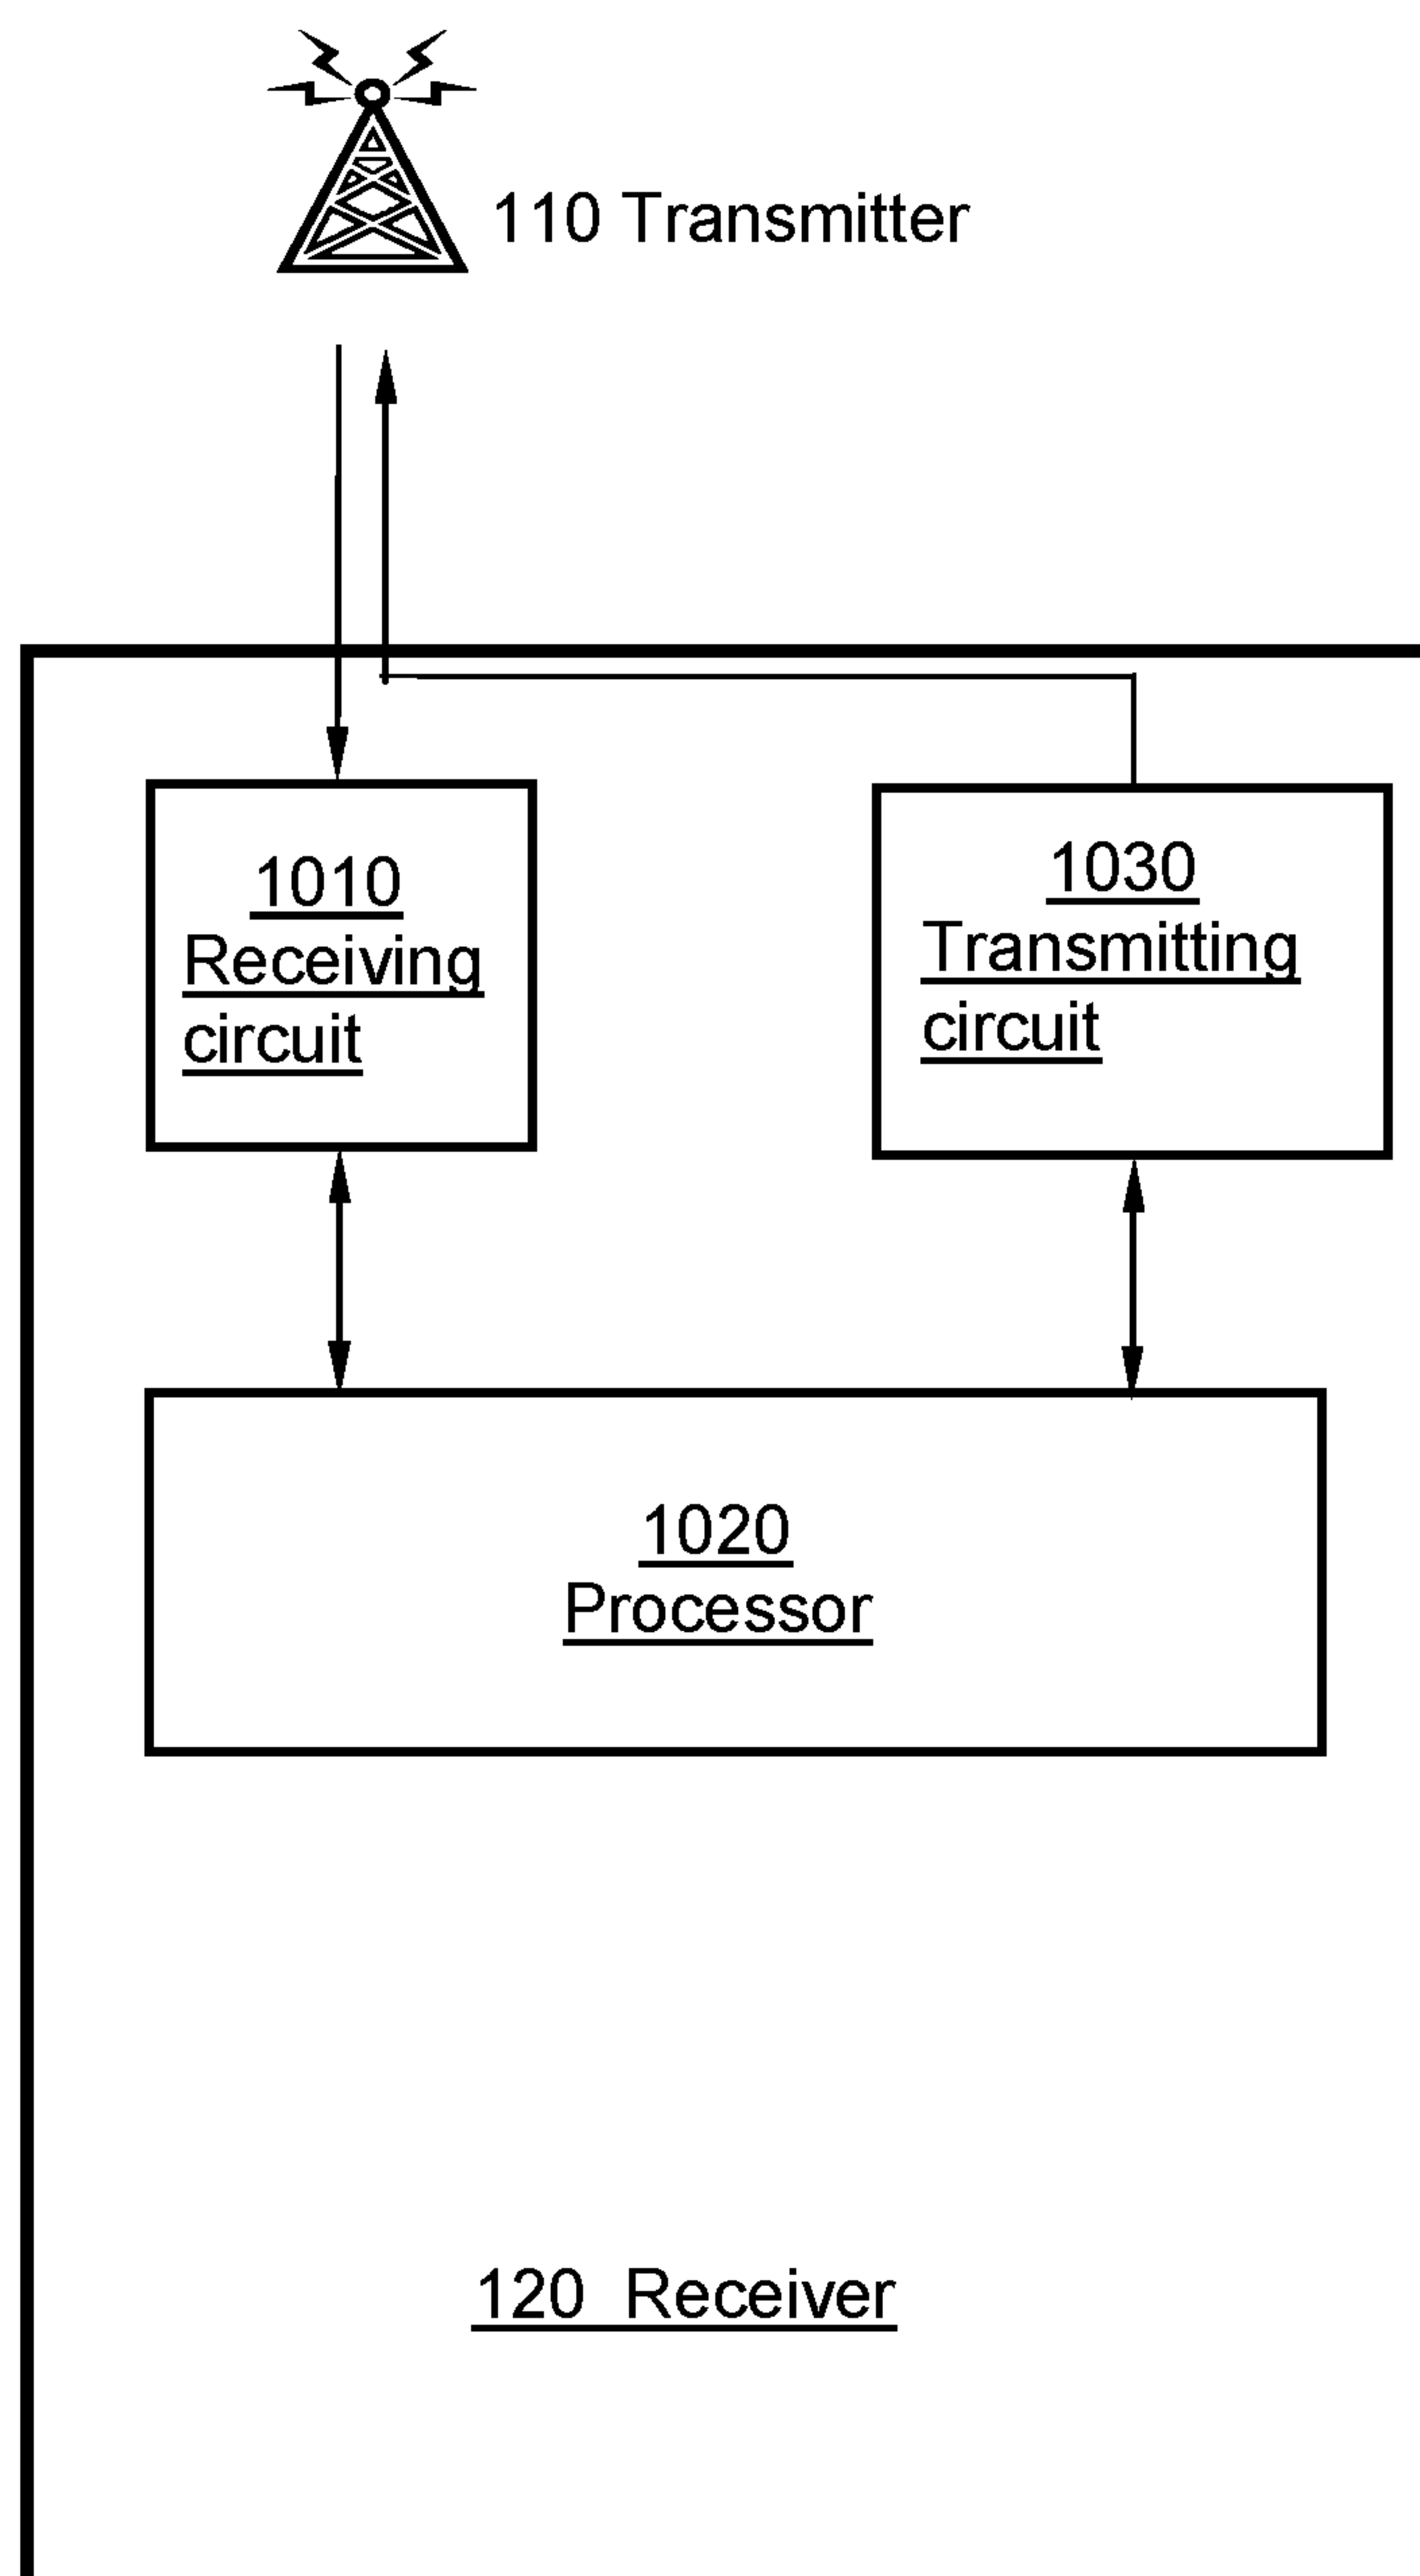 110 Transmitter
1010
Receiving
circuit
1030
Transmitting
circuit
1020
Processor
120 Receiver